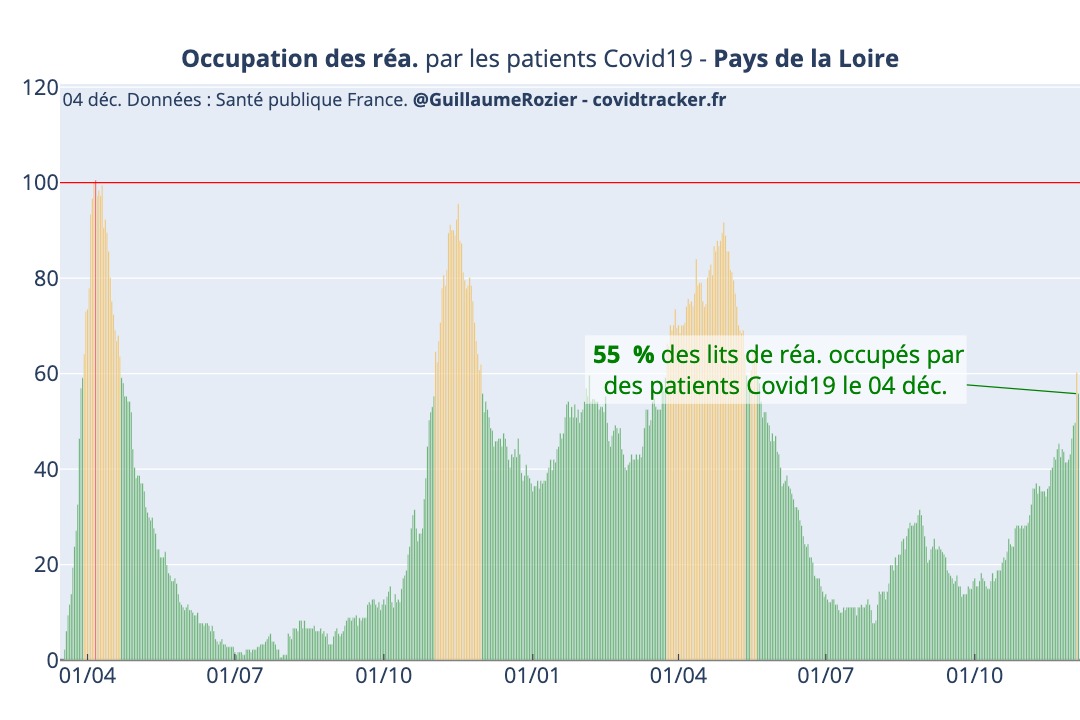 Occupation des réa. par les patients Covid19 - Pays de la Loire
120
04 déc. Données : Santé publique France. @GuillaumeRozier - covidtracker.fr
100
80
60
55 % des lits de réa. occupés par
des patients Covid19 le 04 déc.
40
20
0
01/04 01/07 01/10 01/01 01/04 01/07 01/10